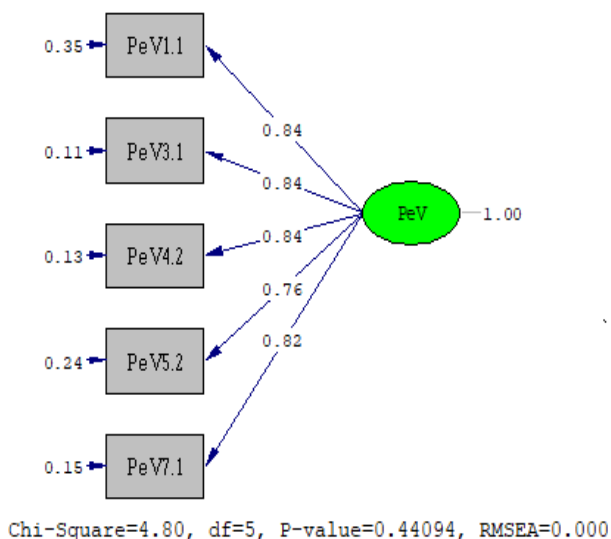 0.35 PeV1.1
0.84
0.11 PeV3.1
0.84
PeV 1.00
0.84
0.13 PeV4.2
0.76
0.82
0.24 PeV5.2
0.15 PeV7.1
Chi-Square=4.80, df=5, P-value=0.44094, RMSEA=0.000